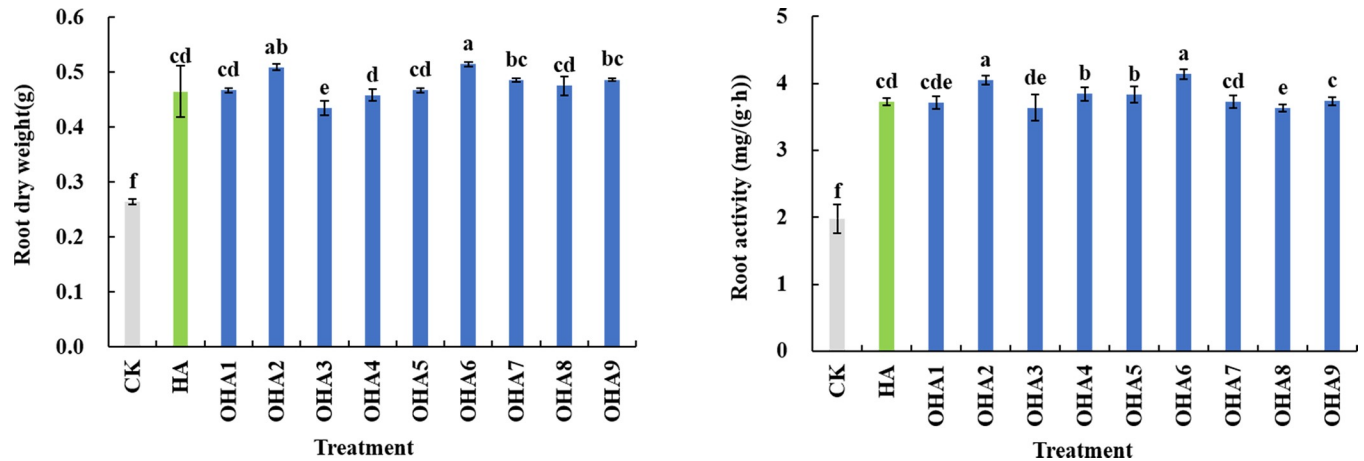 Root dry weight(g)
0.6
0.5
0.4
0.3
0.2
0.1
0.0
f
cd
cd
ab
e
d
cd
a
bc
cd
bc
CK
HA
OHA1
OHA2
OHA3
OHA4
OHA5
OHA6
OHA7
OHA8
OHA9
Treatment
Root activity (mg/(g·h))
5
4
3
2
1
0
f
cd
cde
a
de
b
b
a
cd
e
c
CK
HA
OHA1
OHA2
OHA3
OHA4
OHA5
OHA6
OHA7
OHA8
OHA9
Treatment